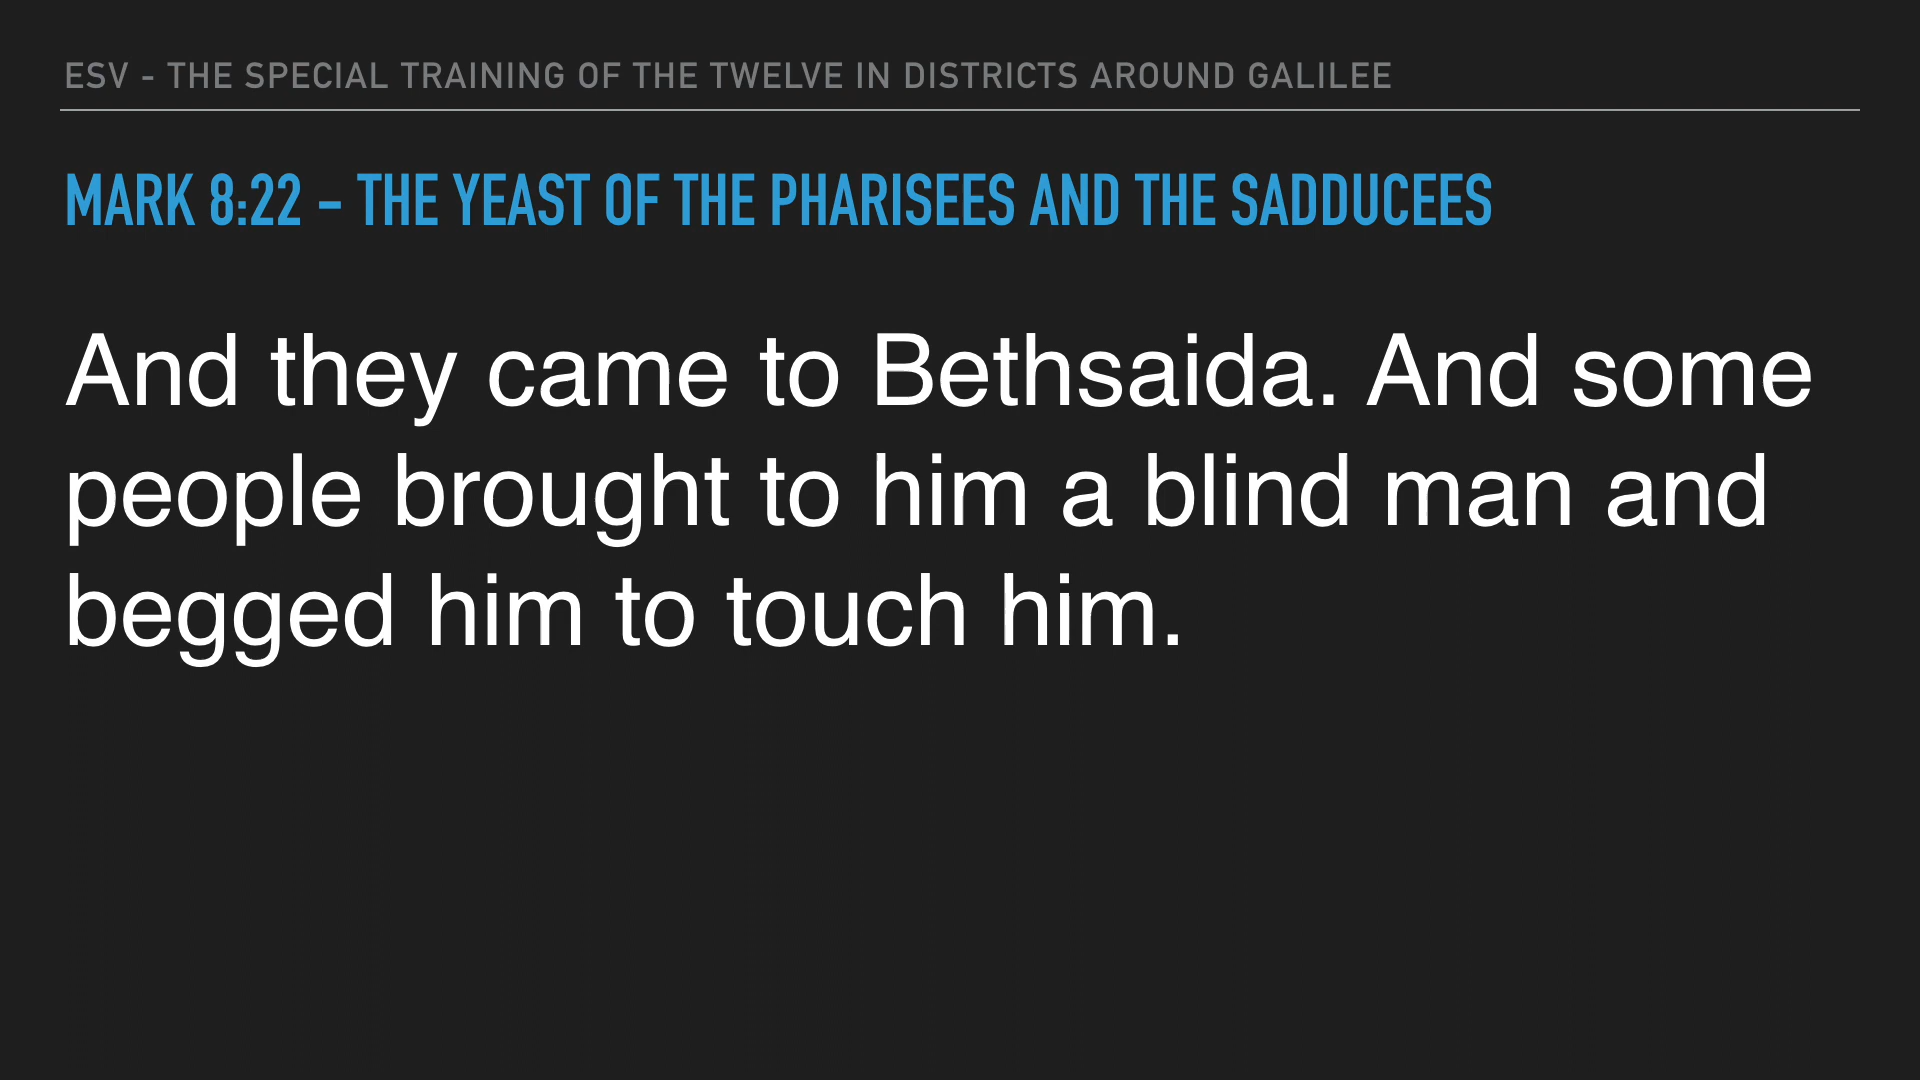 ESV - THE SPECIAL TRAINING OF THE TWELVE IN DISTRICTS AROUND GALILEE
MARK 8:22 - THE YEAST OF THE PHARISEES AND THE SADDUCEES
And they came to Bethsaida. And some
people brought to him a blind man and
begged him to touch him.